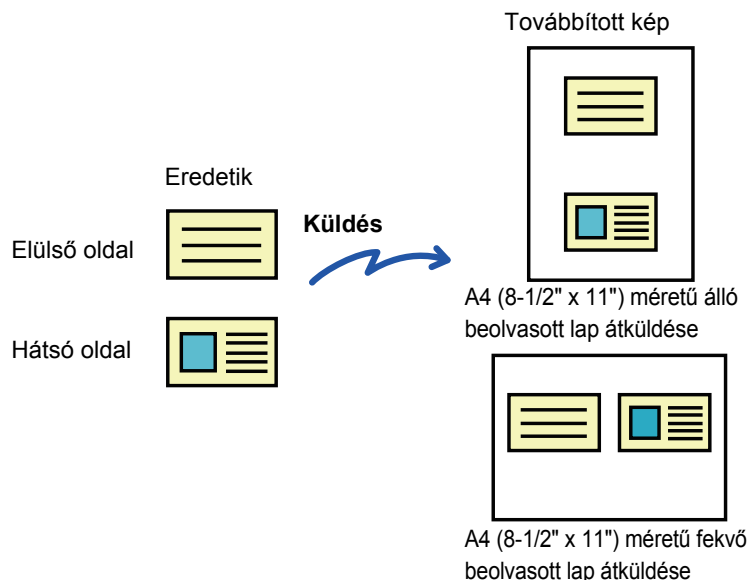 Továbbított kép
Eredetik
Elülső oldal
Küldés
Hátsó oldal
A4 (8-1/2" x 11") méretű álló
beolvasott lap átküldése
A4 (8-1/2" x 11") méretű fekvő
beolvasott lap átküldése